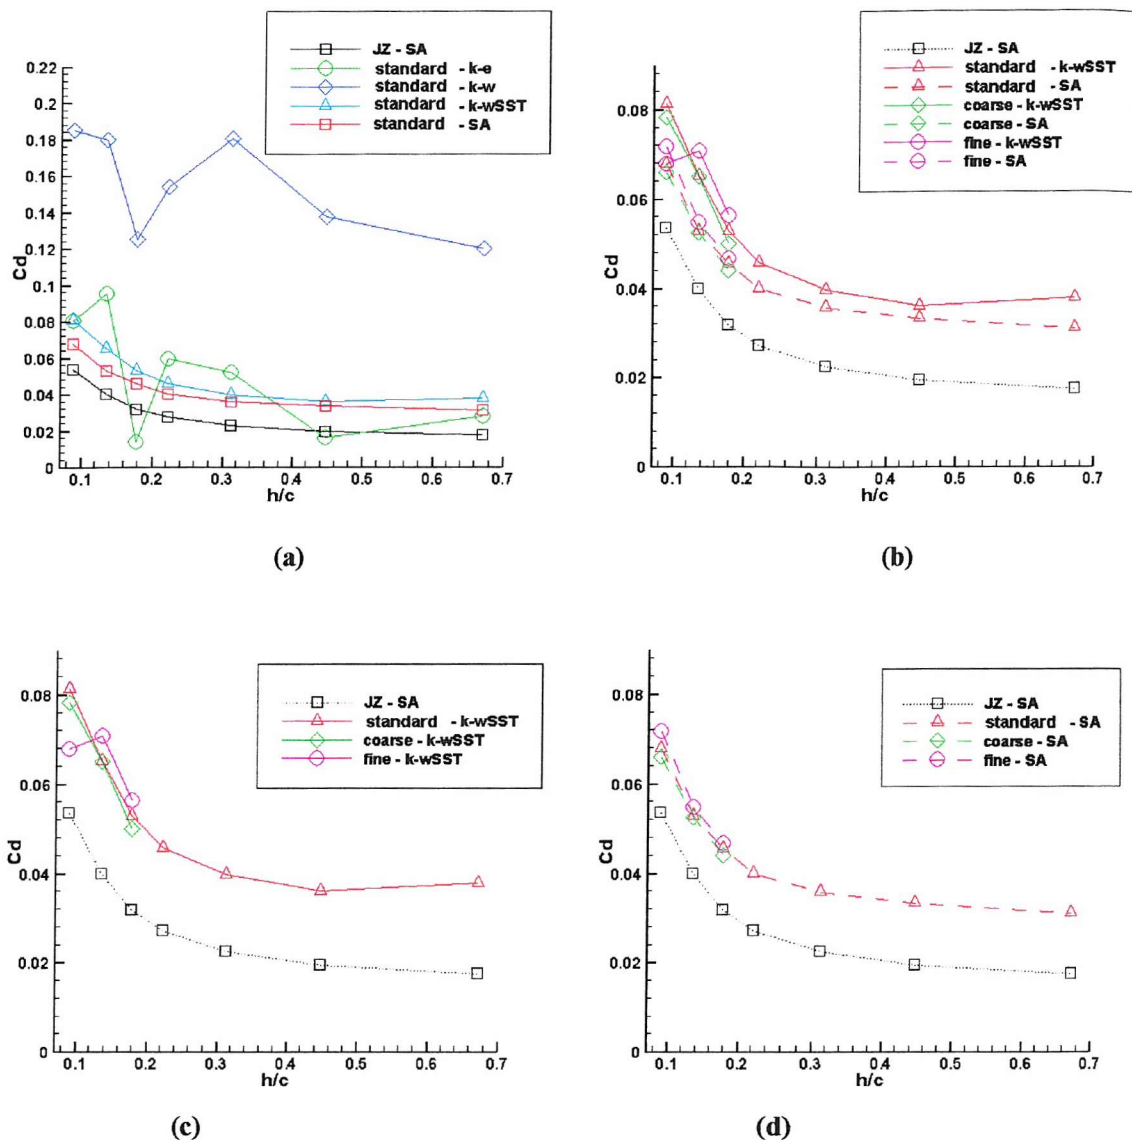 JZ - SA
standard - k-e
standard - k-w
standard - k-wSST
standard - SA
0.22
0.2
0.18
0.16
0.14
0.12
0.1
0.08
0.06
0.04
0.02
0
Cd
0.1 0.2 0.3 0.4 0.5 0.6 0.7
h/c
(a)
JZ - SA
standard - k-wSST
standard - SA
coarse - k-wSST
coarse - SA
fine - k-wSST
fine - SA
0.08
0.06
0.04
0.02
0
Cd
0.1 0.2 0.3 0.4 0.5 0.6 0.7
h/c
(b)
JZ - SA
standard - k-wSST
coarse - k-wSST
fine - k-wSST
0.08
0.06
0.04
0.02
0
Cd
0.1 0.2 0.3 0.4 0.5 0.6 0.7
h/c
(c)
JZ - SA
standard - SA
coarse - SA
fine - SA
0.08
0.06
0.04
0.02
0
Cd
0.1 0.2 0.3 0.4 0.5 0.6 0.7
h/c
(d)